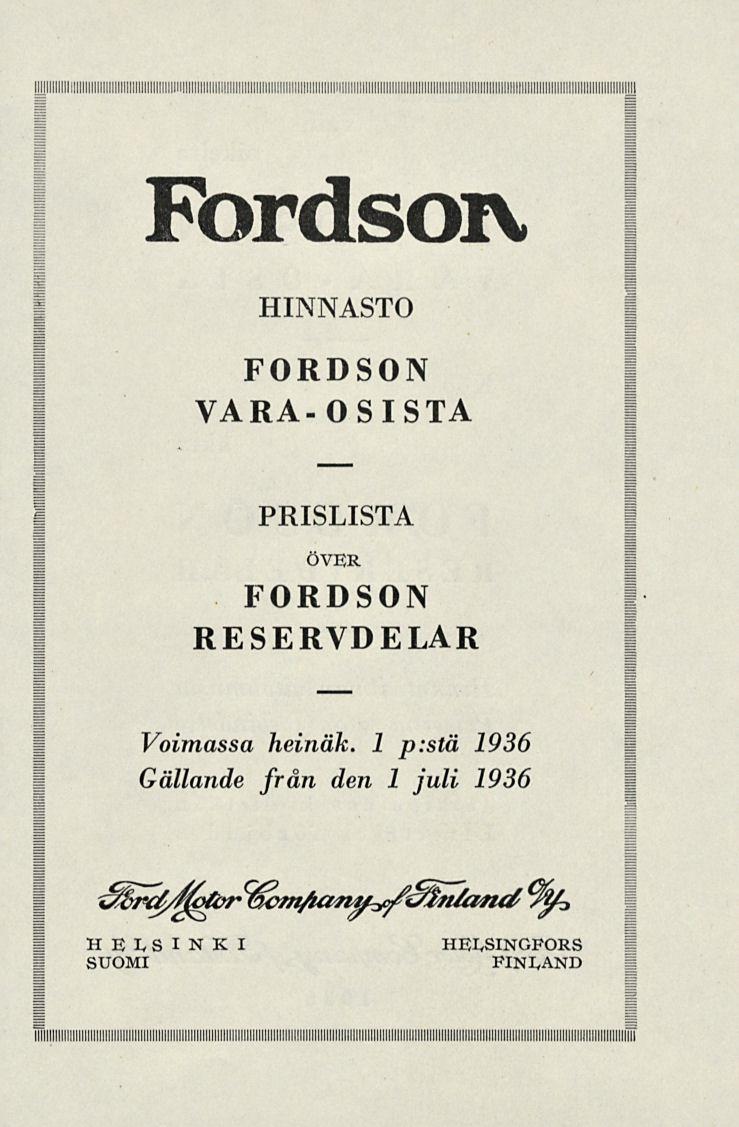 Fordson
HINNASTO
FORDSON
VARA-OSISTA
PRISLISTA
ÖVER
FORDSON
RESERVDELAR
Voimassa heinäk. 1 p:stä 1936
Gällande från den 1 juli 1936
Ford Motor Company of Finland O/Y
HELSINKI HELSINGFORS
SUOMI FINLAND